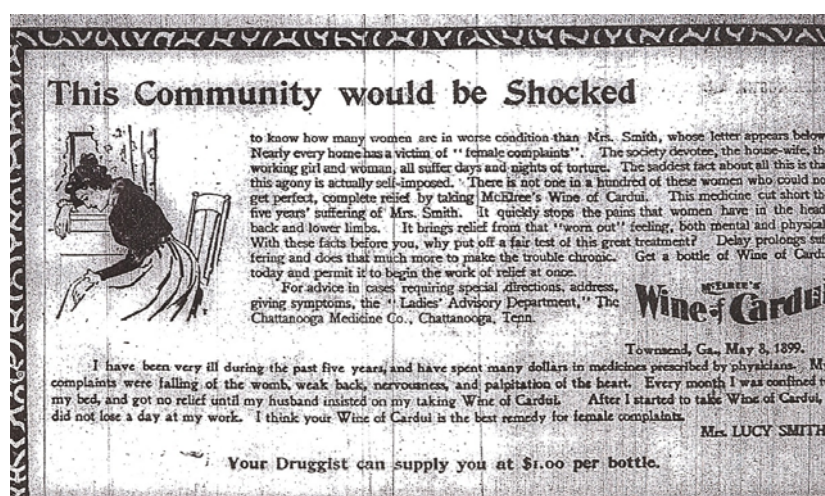 This Community would be Shocked
to know how many women are in worse condition than Mrs. Smith, whose letter appears below
Nearly every home has a victim of "female complaints". The society devotee, the house-wife, th
working girl and woman, all suffer days and nights of torture. The saddest fact about all this is tha
this agony is actually self-imposed. There is not one in a hundred of these women who could no
get perfect, complete relief by taking McElree's Wine of Cardui. This medicine cut short th
five years' suffering of Mrs. Smith. It quickly stops the pains that women have in the head
back and lower limbs. It brings relief from that "worn out" feeling, both mental and physical
With these facts before you, why put off a fair test of this great treatment? Delay prolongs suf
fering and does that much more to make the trouble chronic. Get a bottle of Wine of Cardu
today and permit it to begin the work of relief at once.
For advice in cases requiring special directions, address,
giving symptoms, the "Ladies' Advisory Department," The
Chattanooga Medicine Co., Chattanooga, Tenn.
McELREE'S
Wine of Cardui
Townsend, Ga., May 8, 1899.
I have been very ill during the past five years, and have spent many dollars in medicines prescribed by physicians. M
complaints were falling of the womb, weak back, nervousness, and palpitation of the heart. Every month I was confined t
my bed, and got no relief until my husband insisted on my taking Wine of Cardui. After I started to take Wine of Cardui,
did not lose a day at my work. I think your Wine of Cardui is the best remedy for female complaints.
Mrs. LUCY SMITH
Your Druggist can supply you at $1.00 per bottle.